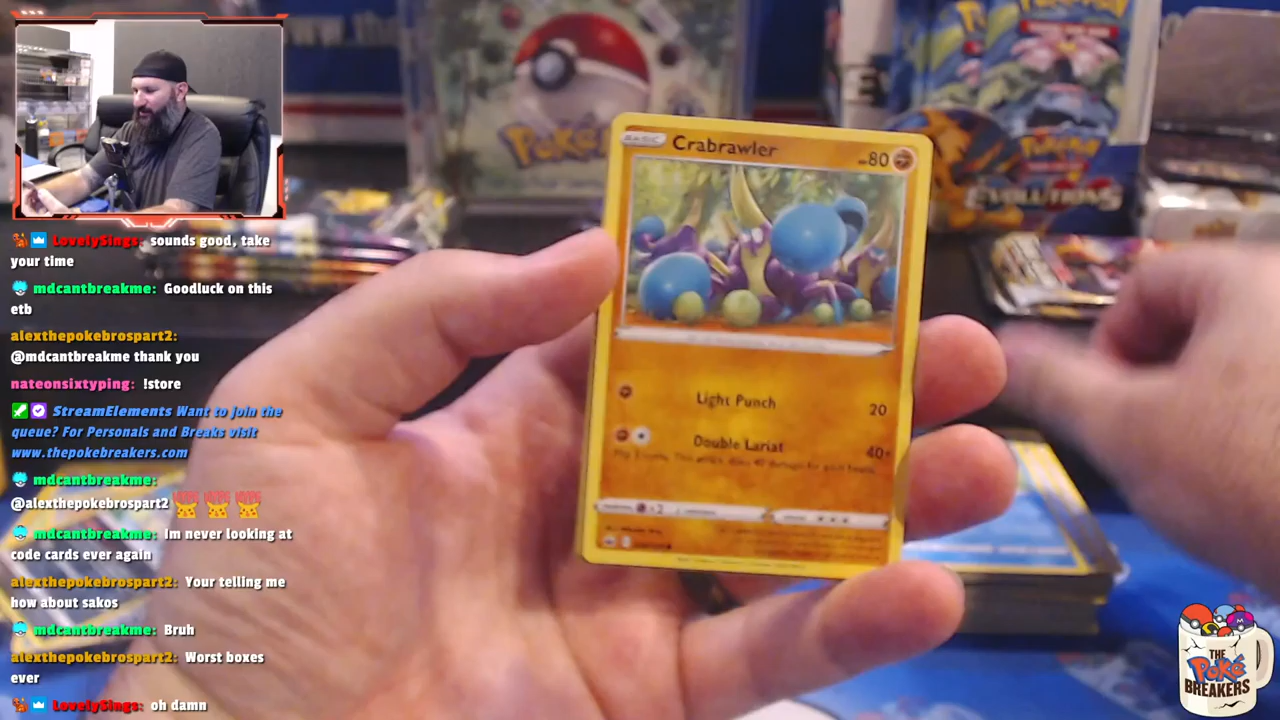 LovelySings: sounds good, take
your time
mdcantbreakme: Goodluck on this
etb
alexthepokebrospart2:
@mdcantbreakme thank you
nateonsixtyping: !store
StreamElements Want to join the
queue? For Personals and Breaks visit
www.thepokebreakers.com
mdcantbreakme:
@alexthepokebrospart2
mdcantbreakme: Im never looking at
code cards ever again
alexthepokebrospart2: Your telling me
how about sakos
mdcantbreakme: Bruh
alexthepokebrospart2: Worst boxes
ever
LovelySings: oh damn
BASIC Crabrawler HP 80
Light Punch 20
Double Lariat 40×
×2
EVOLUTIONS
THE
POKÉ
BREAKERS